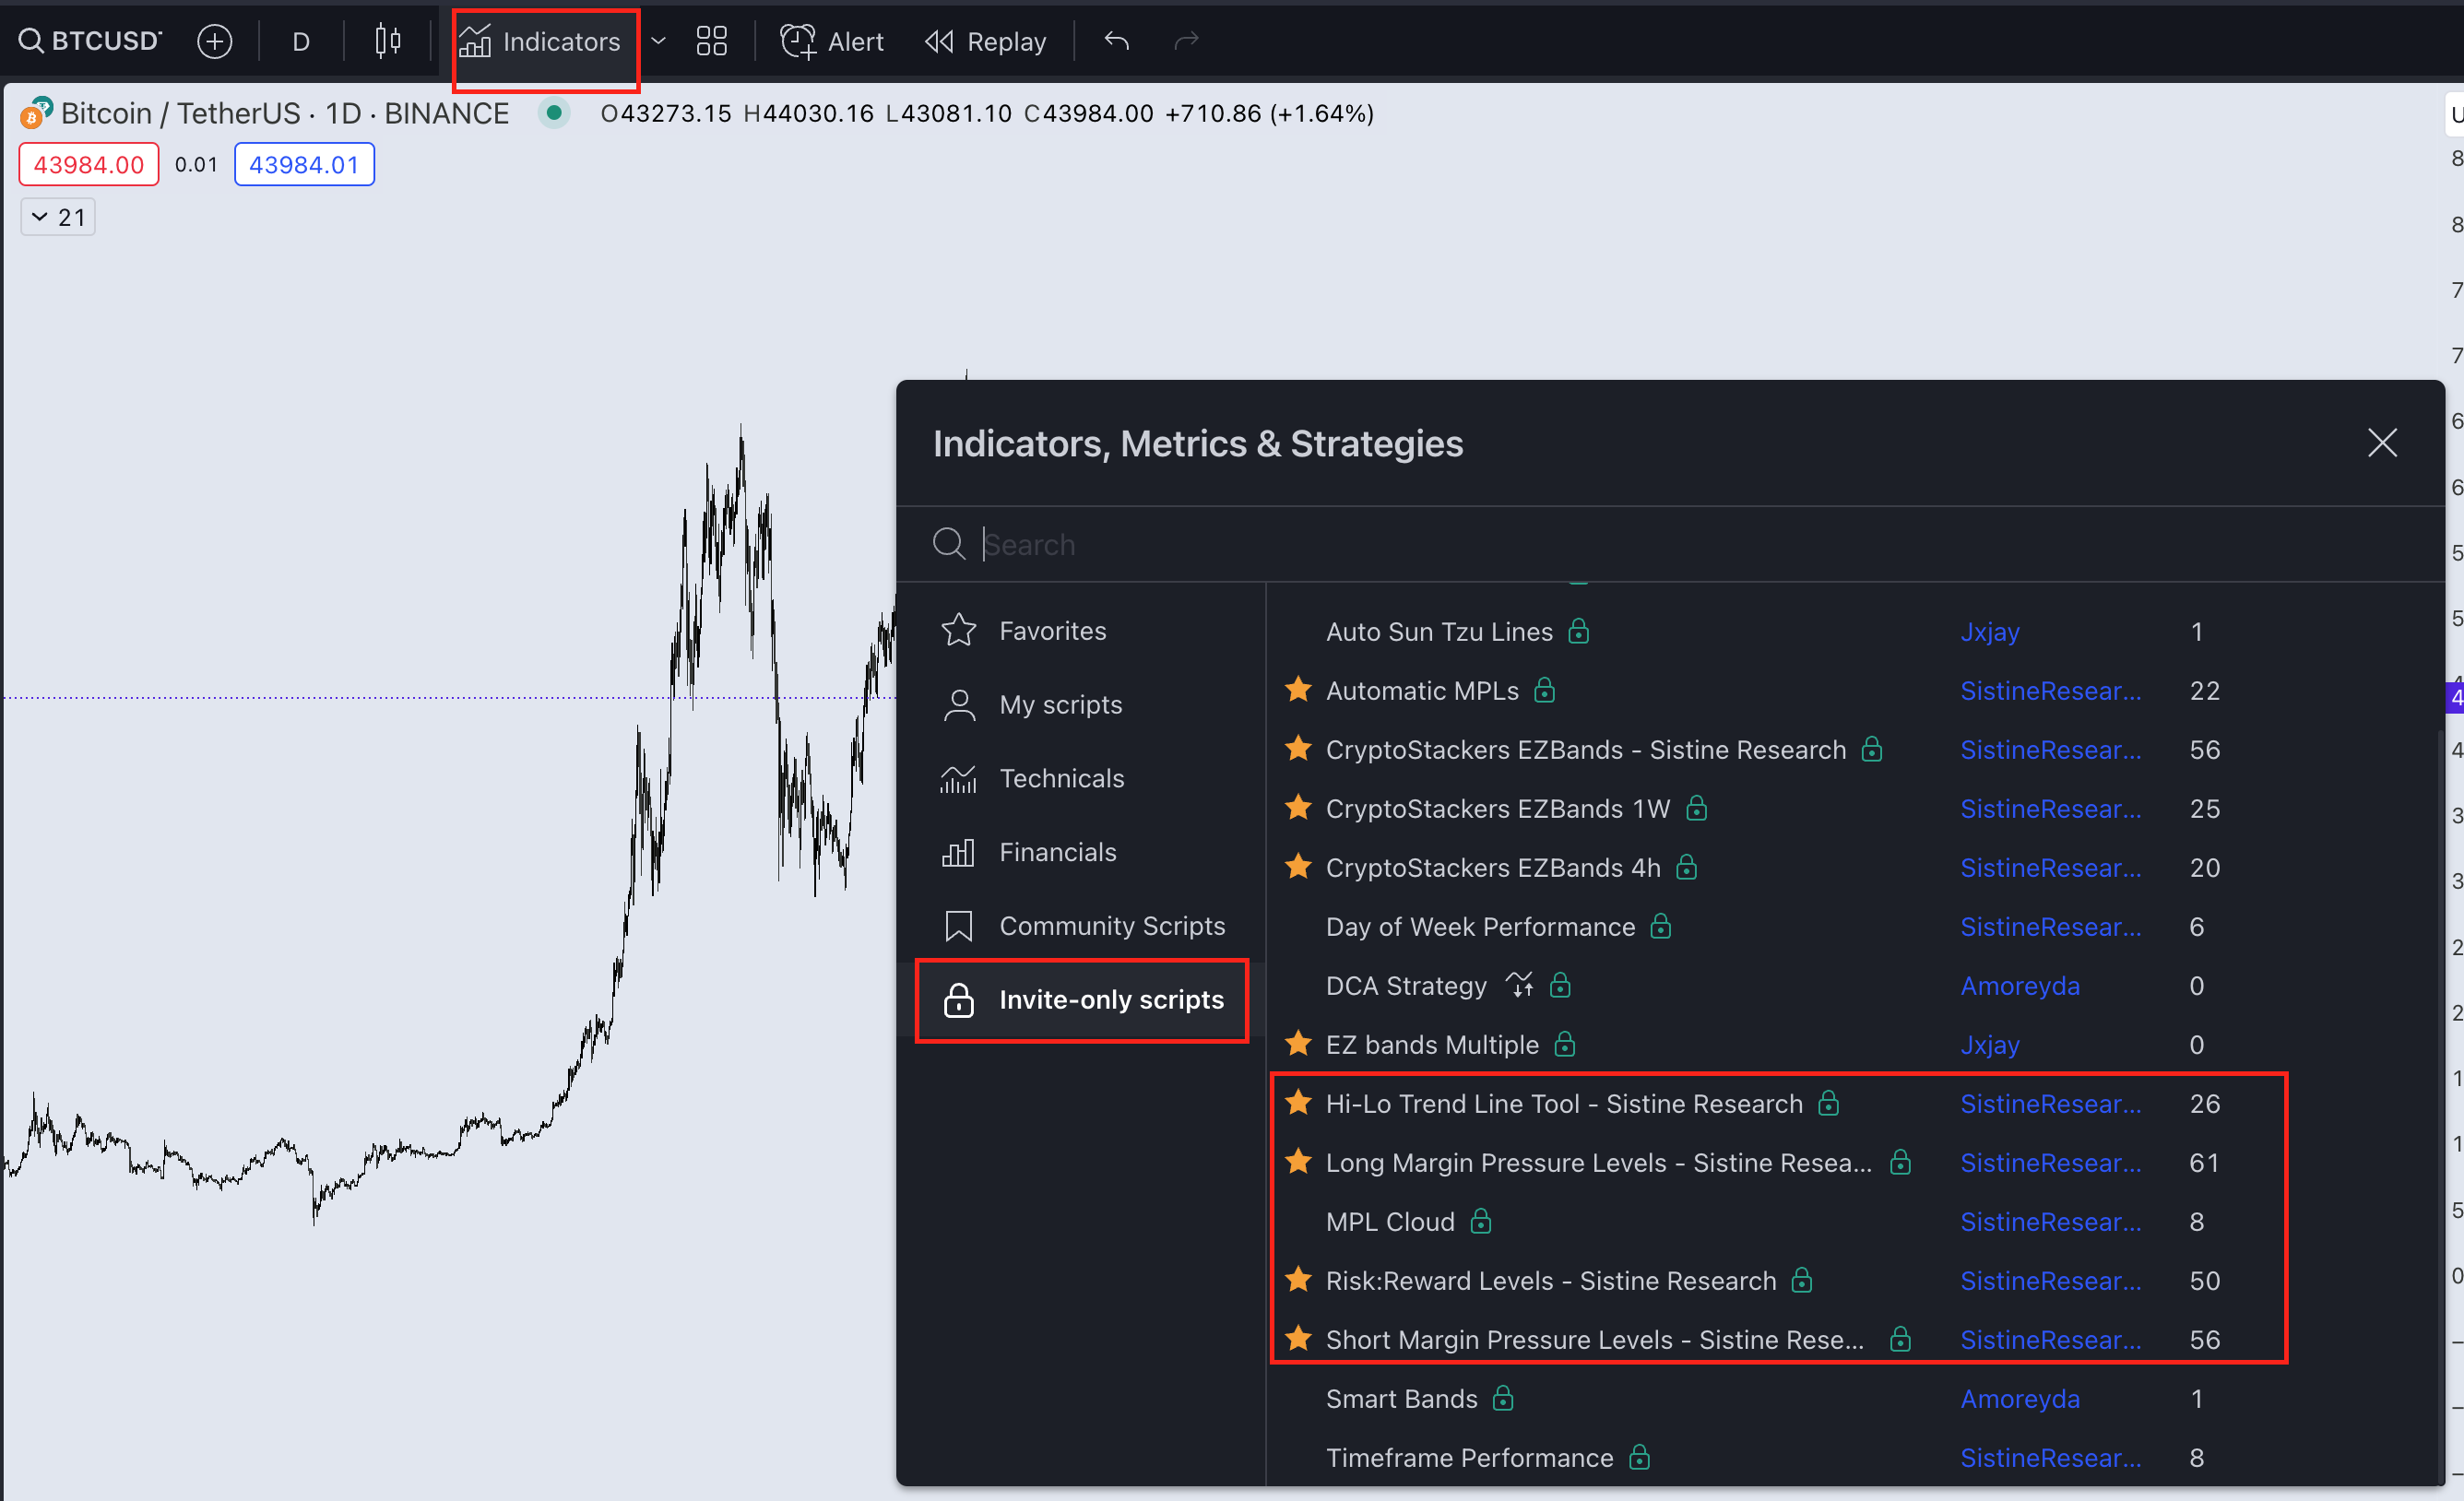 BTCUSDT
D
Indicators
Alert
Replay
Bitcoin / TetherUS · 1D · BINANCE
O43273.15 H44030.16 L43081.10 C43984.00 +710.86 (+1.64%)
43984.00 0.01 43984.01
21
Indicators, Metrics & Strategies
Search
Favorites
My scripts
Technicals
Financials
Community Scripts
Invite-only scripts
Auto Sun Tzu Lines Jxjay 1
Automatic MPLs SistineResear... 22
CryptoStackers EZBands - Sistine Research SistineResear... 56
CryptoStackers EZBands 1W SistineResear... 25
CryptoStackers EZBands 4h SistineResear... 20
Day of Week Performance SistineResear... 6
DCA Strategy Amoreyda 0
EZ bands Multiple Jxjay 0
Hi-Lo Trend Line Tool - Sistine Research SistineResear... 26
Long Margin Pressure Levels - Sistine Resea... SistineResear... 61
MPL Cloud SistineResear... 8
Risk:Reward Levels - Sistine Research SistineResear... 50
Short Margin Pressure Levels - Sistine Rese... SistineResear... 56
Smart Bands Amoreyda 1
Timeframe Performance SistineResear... 8